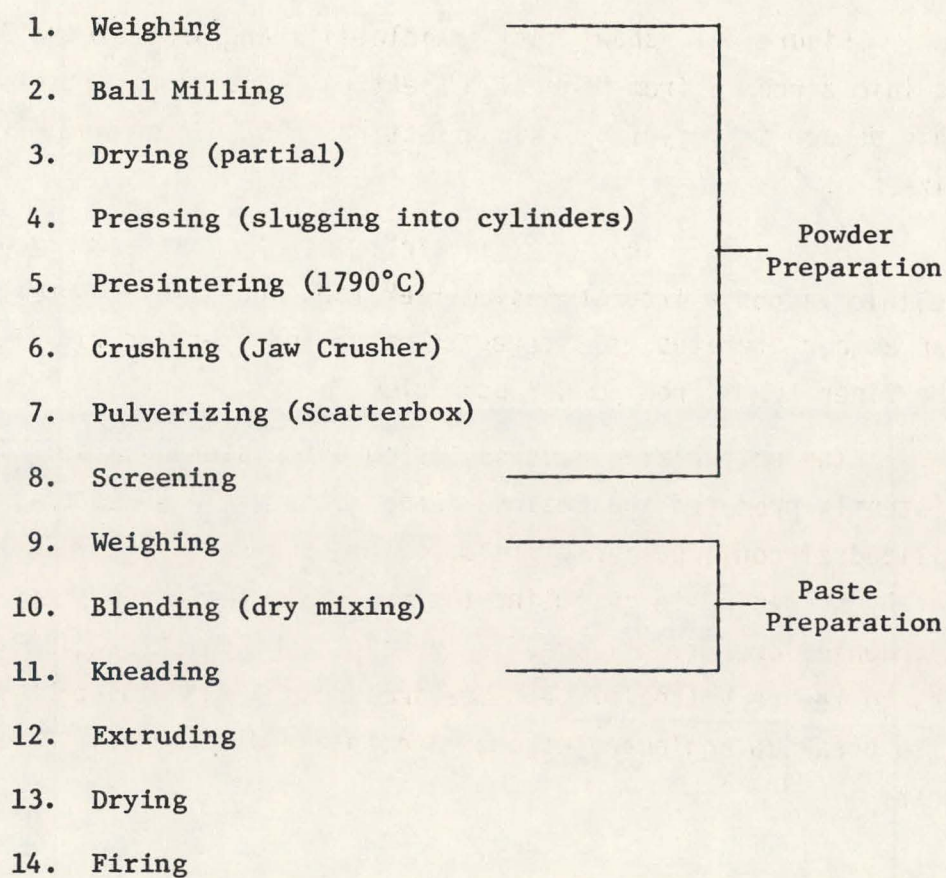 1. Weighing
2. Ball Milling
3. Drying (partial)
4. Pressing (slugging into cylinders)
5. Presintering (1790°C)
6. Crushing (Jaw Crusher)
7. Pulverizing (Scatterbox)
8. Screening
Powder
Preparation
9. Weighing
10. Blending (dry mixing)
11. Kneading
Paste
Preparation
12. Extruding
13. Drying
14. Firing